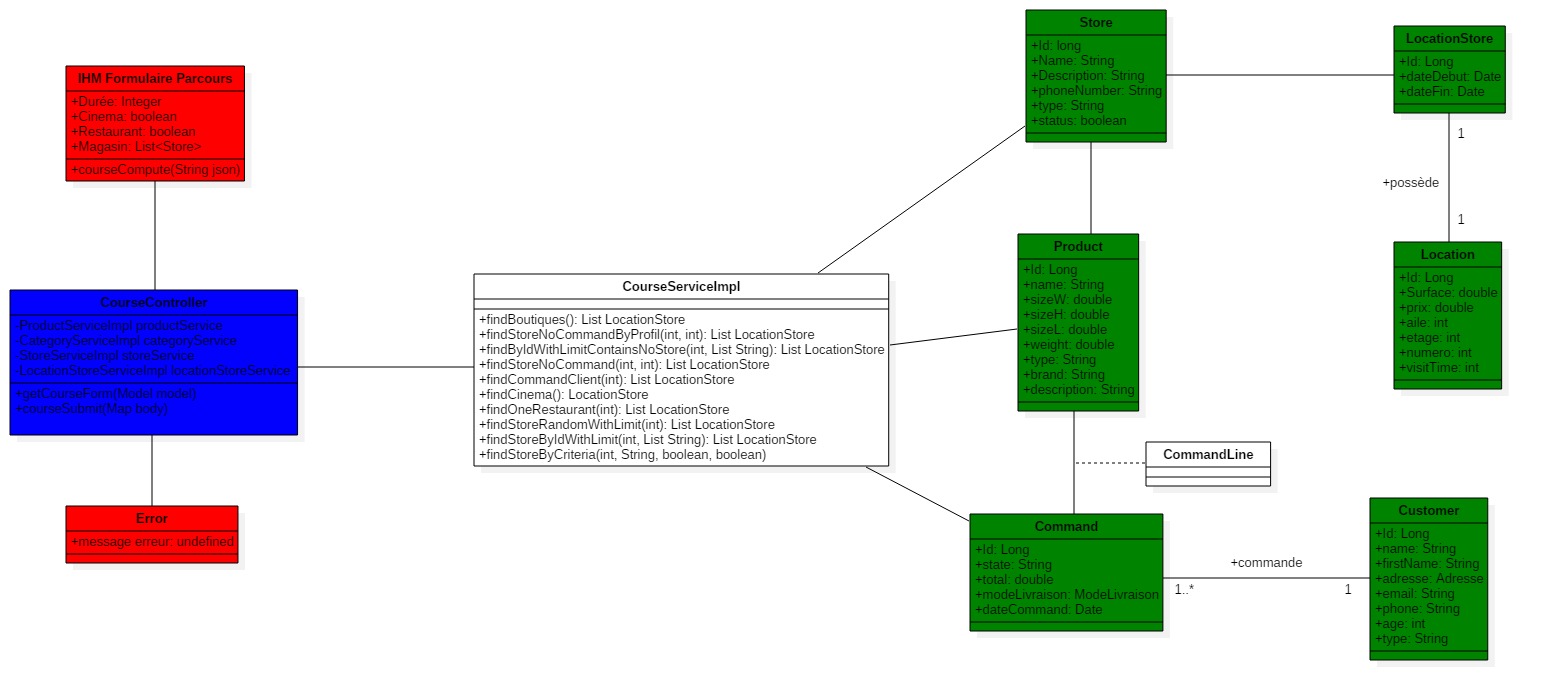 IHM Formulaire Parcours
+Durée: Integer
+Cinema: boolean
+Restaurant: boolean
+Magasin: List<Store>
+courseCompute(String json)
CourseController
-ProductServiceImpl productService
-CategoryServiceImpl categoryService
-StoreServiceImpl storeService
-LocationStoreServiceImpl locationStoreService
+getCourseForm(Model model)
+courseSubmit(Map body)
Error
+message erreur: undefined
CourseServiceImpl
+findBoutiques(): List LocationStore
+findStoreNoCommandByProfil(int, int): List LocationStore
+findByIdWithLimitContainsNoStore(int, List String): List LocationStore
+findStoreNoCommand(int, int): List LocationStore
+findCommandClient(int): List LocationStore
+findCinema(): LocationStore
+findOneRestaurant(int): List LocationStore
+findStoreRandomWithLimit(int): List LocationStore
+findStoreByIdWithLimit(int, List String): List LocationStore
+findStoreByCriteria(int, String, boolean, boolean)
Store
+Id: long
+Name: String
+Description: String
+phoneNumber: String
+type: String
+status: boolean
Product
+Id: Long
+name: String
+sizeW: double
+sizeH: double
+sizeL: double
+weight: double
+type: String
+brand: String
+description: String
CommandLine
Command
+Id: Long
+state: String
+total: double
+modeLivraison: ModeLivraison
+dateCommand: Date
+commande
1..*
1
LocationStore
+Id: Long
+dateDebut: Date
+dateFin: Date
1
+possède
1
Location
+Id: Long
+Surface: double
+prix: double
+aile: int
+etage: int
+numero: int
+visitTime: int
Customer
+Id: Long
+name: String
+firstName: String
+adresse: Adresse
+email: String
+phone: String
+age: int
+type: String